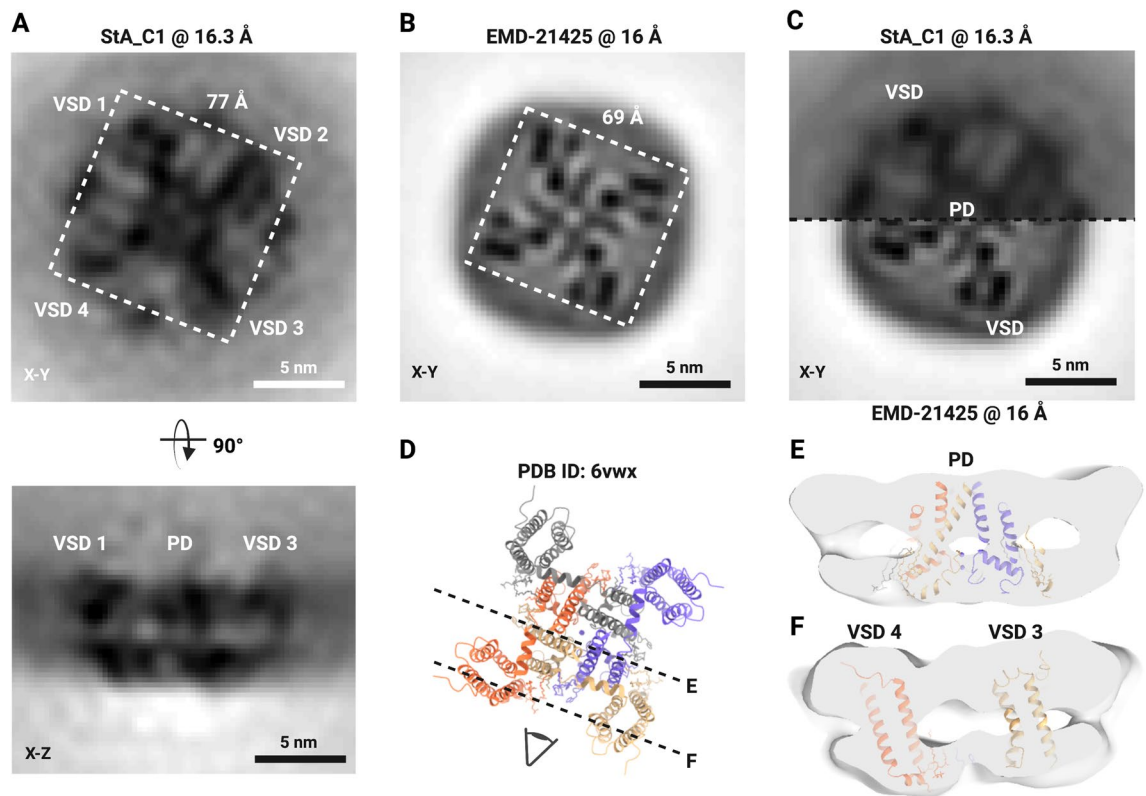 A
StA_C1 @ 16.3 Å
VSD 1
77 Å
VSD 2
VSD 4
VSD 3
X-Y
5 nm
90°
VSD 1
PD
VSD 3
X-Z
5 nm
B
EMD-21425 @ 16 Å
69 Å
X-Y
5 nm
C
StA_C1 @ 16.3 Å
VSD
PD
VSD
X-Y
5 nm
EMD-21425 @ 16 Å
D
PDB ID: 6vwx
E
F
E
PD
F
VSD 4
VSD 3